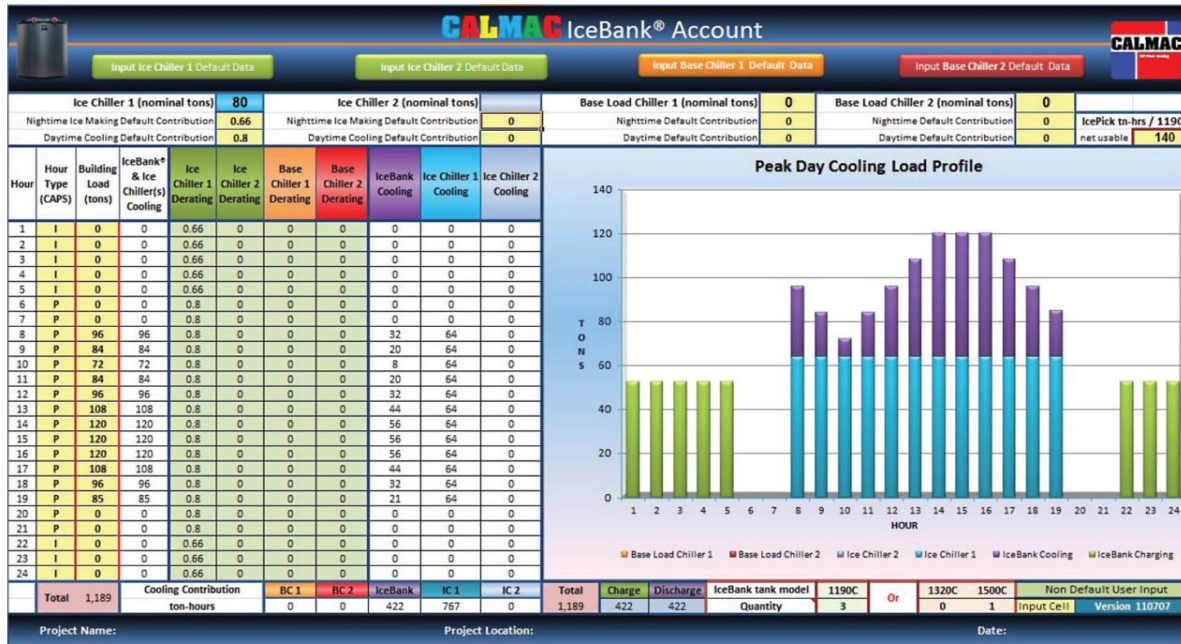 CALMAC IceBank® Account
CALMAC
Input Ice Chiller 1 Default Data
Input Ice Chiller 2 Default Data
Input Base Chiller 1 Default Data
Input Base Chiller 2 Default Data
Ice Chiller 1 (nominal tons) 80 Ice Chiller 2 (nominal tons) Base Load Chiller 1 (nominal tons) 0 Base Load Chiller 2 (nominal tons) 0
Nighttime Ice Making Default Contribution 0.66 Nighttime Ice Making Default Contribution 0 Nighttime Default Contribution 0 Nighttime Default Contribution 0 IcePick tn-hrs / 1190C
Daytime Cooling Default Contribution 0.8 Daytime Cooling Default Contribution 0 Daytime Default Contribution 0 Daytime Default Contribution 0 net usable 140
Hour
Hour Type (CAPS)
Building Load (tons)
IceBank® & Ice Chiller(s) Cooling
Ice Chiller 1 Derating
Ice Chiller 2 Derating
Base Chiller 1 Derating
Base Chiller 2 Derating
IceBank Cooling
Ice Chiller 1 Cooling
Ice Chiller 2 Cooling
1 I 0 0 0.66 0 0 0 0 0 0
2 I 0 0 0.66 0 0 0 0 0 0
3 I 0 0 0.66 0 0 0 0 0 0
4 I 0 0 0.66 0 0 0 0 0 0
5 I 0 0 0.66 0 0 0 0 0 0
6 P 0 0 0.8 0 0 0 0 0 0
7 P 0 0 0.8 0 0 0 0 0 0
8 P 96 96 0.8 0 0 0 32 64 0
9 P 84 84 0.8 0 0 0 20 64 0
10 P 72 72 0.8 0 0 0 8 64 0
11 P 84 84 0.8 0 0 0 20 64 0
12 P 96 96 0.8 0 0 0 32 64 0
13 P 108 108 0.8 0 0 0 44 64 0
14 P 120 120 0.8 0 0 0 56 64 0
15 P 120 120 0.8 0 0 0 56 64 0
16 P 120 120 0.8 0 0 0 56 64 0
17 P 108 108 0.8 0 0 0 44 64 0
18 P 96 96 0.8 0 0 0 32 64 0
19 P 85 85 0.8 0 0 0 21 64 0
20 P 0 0 0.8 0 0 0 0 0 0
21 P 0 0 0.8 0 0 0 0 0 0
22 I 0 0 0.66 0 0 0 0 0 0
23 I 0 0 0.66 0 0 0 0 0 0
24 I 0 0 0.66 0 0 0 0 0 0
Total 1,189
Cooling Contribution BC 1 BC 2 IceBank IC 1 IC 2
ton-hours 0 0 422 767 0
Peak Day Cooling Load Profile
TONS
140
120
100
80
60
40
20
0
1 2 3 4 5 6 7 8 9 10 11 12 13 14 15 16 17 18 19 20 21 22 23 24
HOUR
Base Load Chiller 1 Base Load Chiller 2 Ice Chiller 2 Ice Chiller 1 IceBank Cooling IceBank Charging
Total Charge Discharge IceBank tank model 1190C Or 1320C 1500C Non Default User Input
1,189 422 422 Quantity 3 0 1 Input Cell Version 110707
Project Name: Project Location: Date: